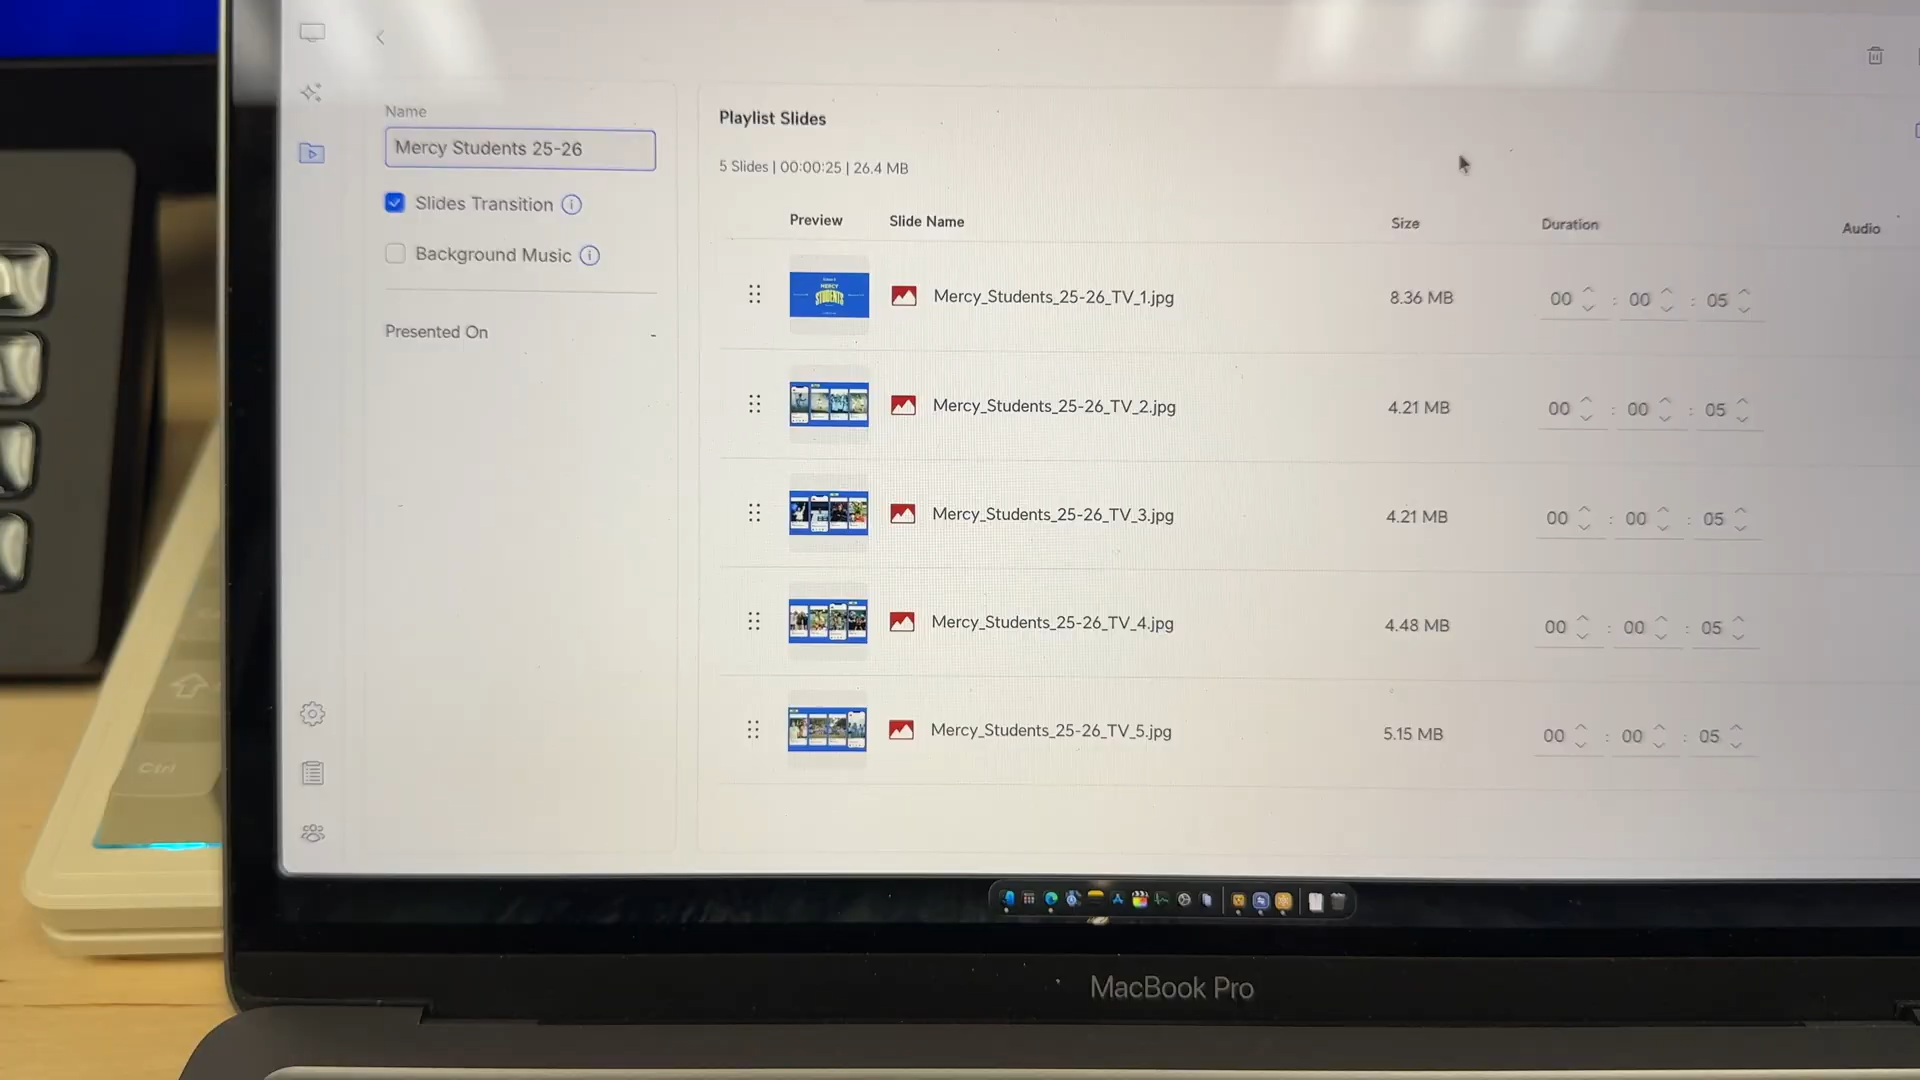 Name
Mercy Students 25-26
Slides Transition
Background Music
Presented On -
Playlist Slides
5 Slides | 00:00:25 | 26.4 MB
Preview Slide Name Size Duration Audio
MERCY STUDENTS
Mercy_Students_25-26_TV_1.jpg 8.36 MB 00 : 00 : 05
Mercy_Students_25-26_TV_2.jpg 4.21 MB 00 : 00 : 05
Mercy_Students_25-26_TV_3.jpg 4.21 MB 00 : 00 : 05
Mercy_Students_25-26_TV_4.jpg 4.48 MB 00 : 00 : 05
Mercy_Students_25-26_TV_5.jpg 5.15 MB 00 : 00 : 05
Ctrl
MacBook Pro